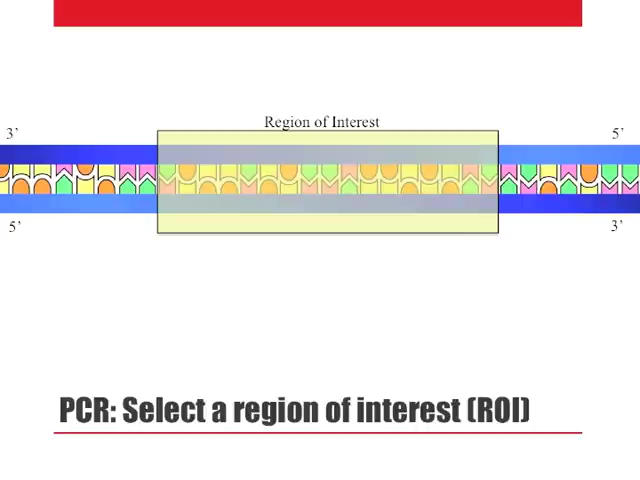 Region of Interest
3’ 5’
5’ 3’
PCR: Select a region of interest (ROI)